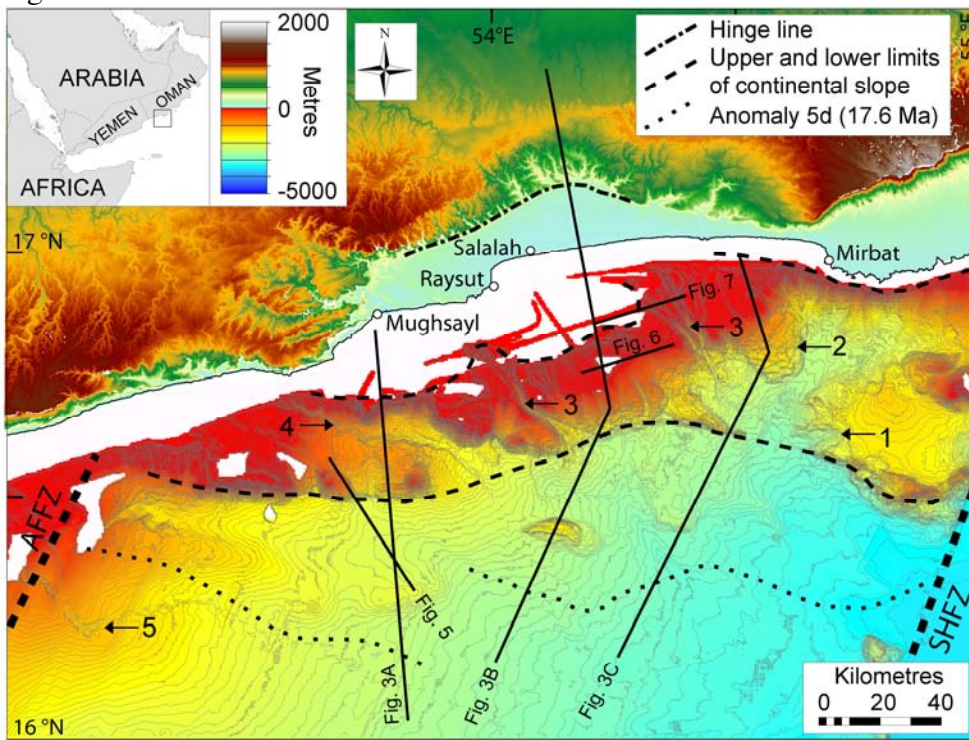 54°E
55°E
2000
0
-5000
Metres
ARABIA
YEMEN
OMAN
AFRICA
N
Hinge line
Upper and lower limits
of continental slope
Anomaly 5d (17.6 Ma)
17 °N
Salalah
Raysut
Mughsayl
Mirbat
Fig. 7
Fig. 6
3
2
3
4
1
AFFZ
5
Fig. 5
Fig. 3A
Fig. 3B
Fig. 3C
SHFZ
Kilometres
0 20 40
16 °N